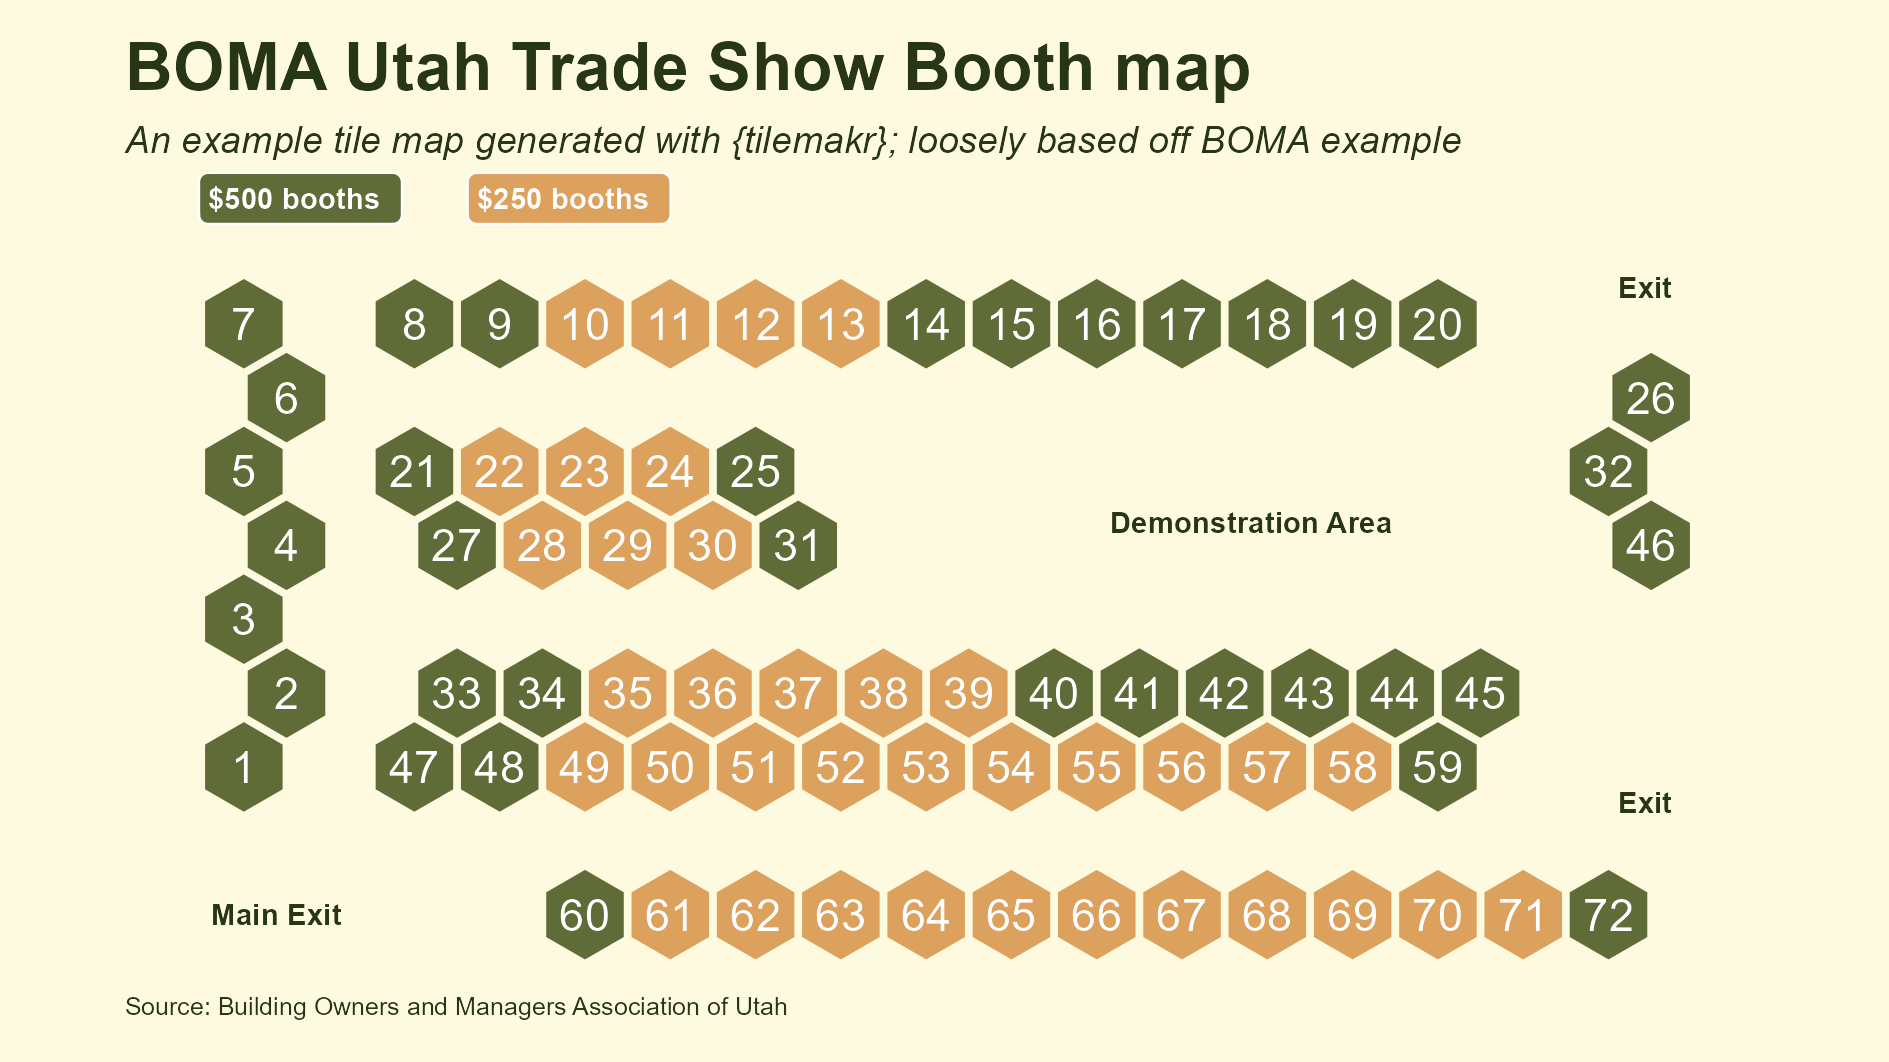 BOMA Utah Trade Show Booth map
An example tile map generated with {tilemakr}; loosely based off BOMA example
$500 booths $250 booths
Exit
7 8 9 10 11 12 13 14 15 16 17 18 19 20
6 26
5 21 22 23 24 25 32
Demonstration Area
4 27 28 29 30 31 46
3
2 33 34 35 36 37 38 39 40 41 42 43 44 45
1 47 48 49 50 51 52 53 54 55 56 57 58 59
Exit
Main Exit 60 61 62 63 64 65 66 67 68 69 70 71 72
Source: Building Owners and Managers Association of Utah